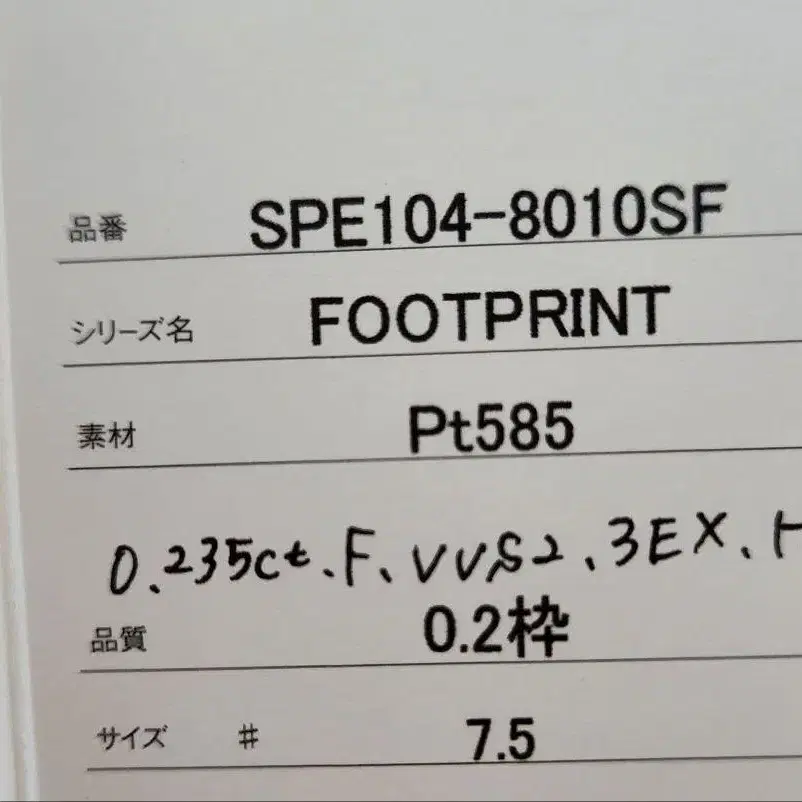 品番 SPE104-8010SF
シリーズ名 FOOTPRINT
素材 Pt585
0.235ct、F、VVS2、3EX、H
品質 0.2枠
サイズ # 7.5